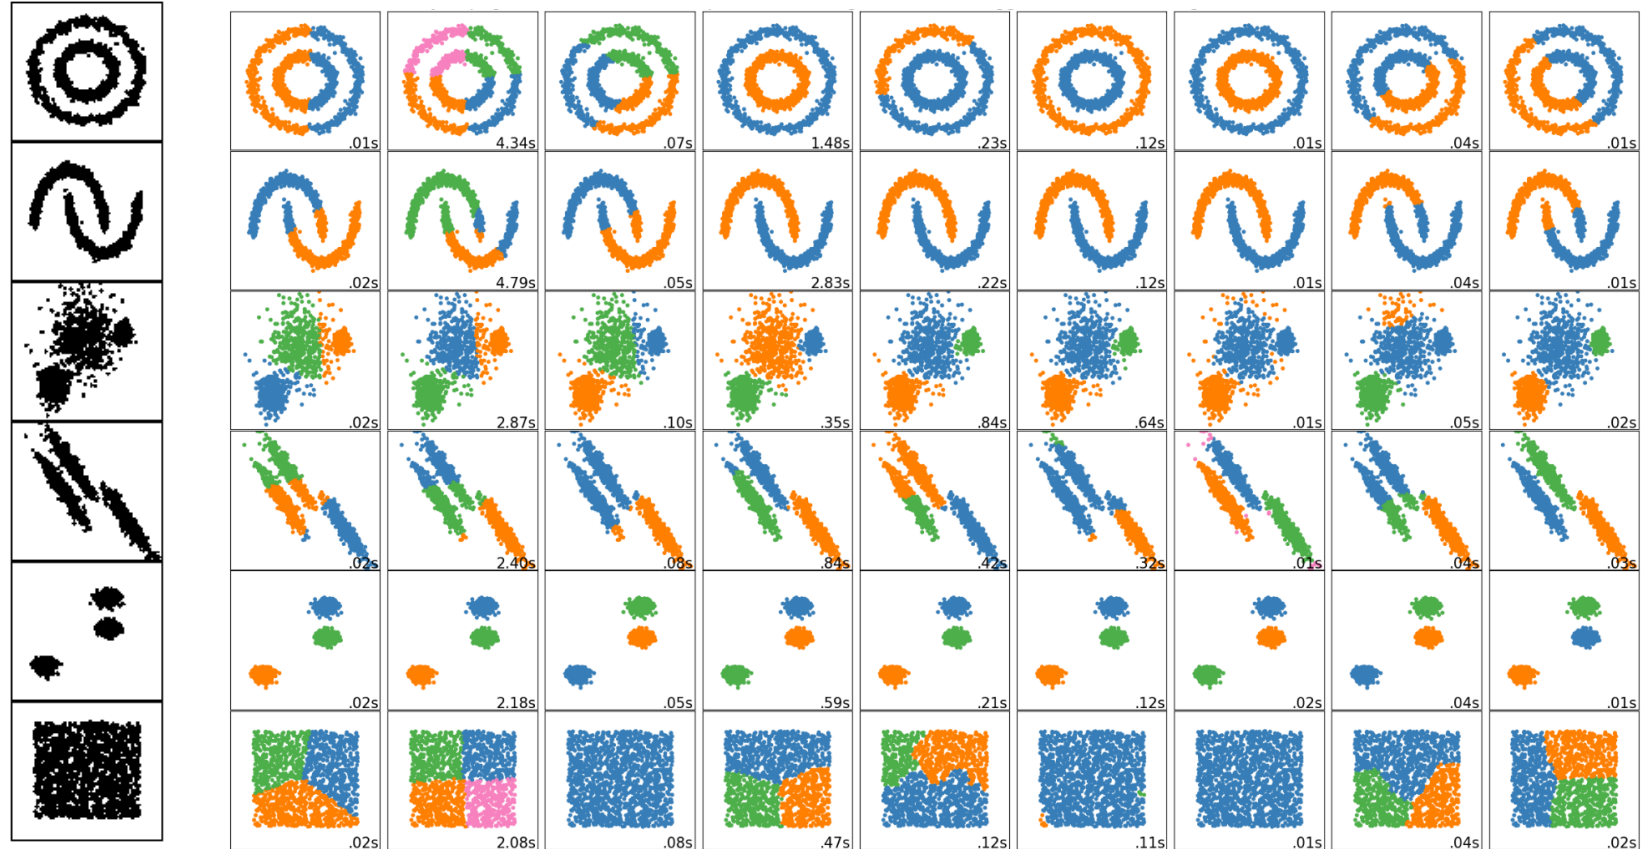 .01s 4.34s .07s 1.48s .23s .12s .01s .04s .01s
.02s 4.79s .05s 2.83s .22s .12s .01s .04s .01s
.02s 2.87s .10s .35s .84s .64s .01s .05s .02s
.02s 2.40s .08s .84s .42s .32s .01s .04s .03s
.02s 2.18s .05s .59s .21s .12s .02s .04s .01s
.02s 2.08s .08s .47s .12s .11s .01s .04s .02s